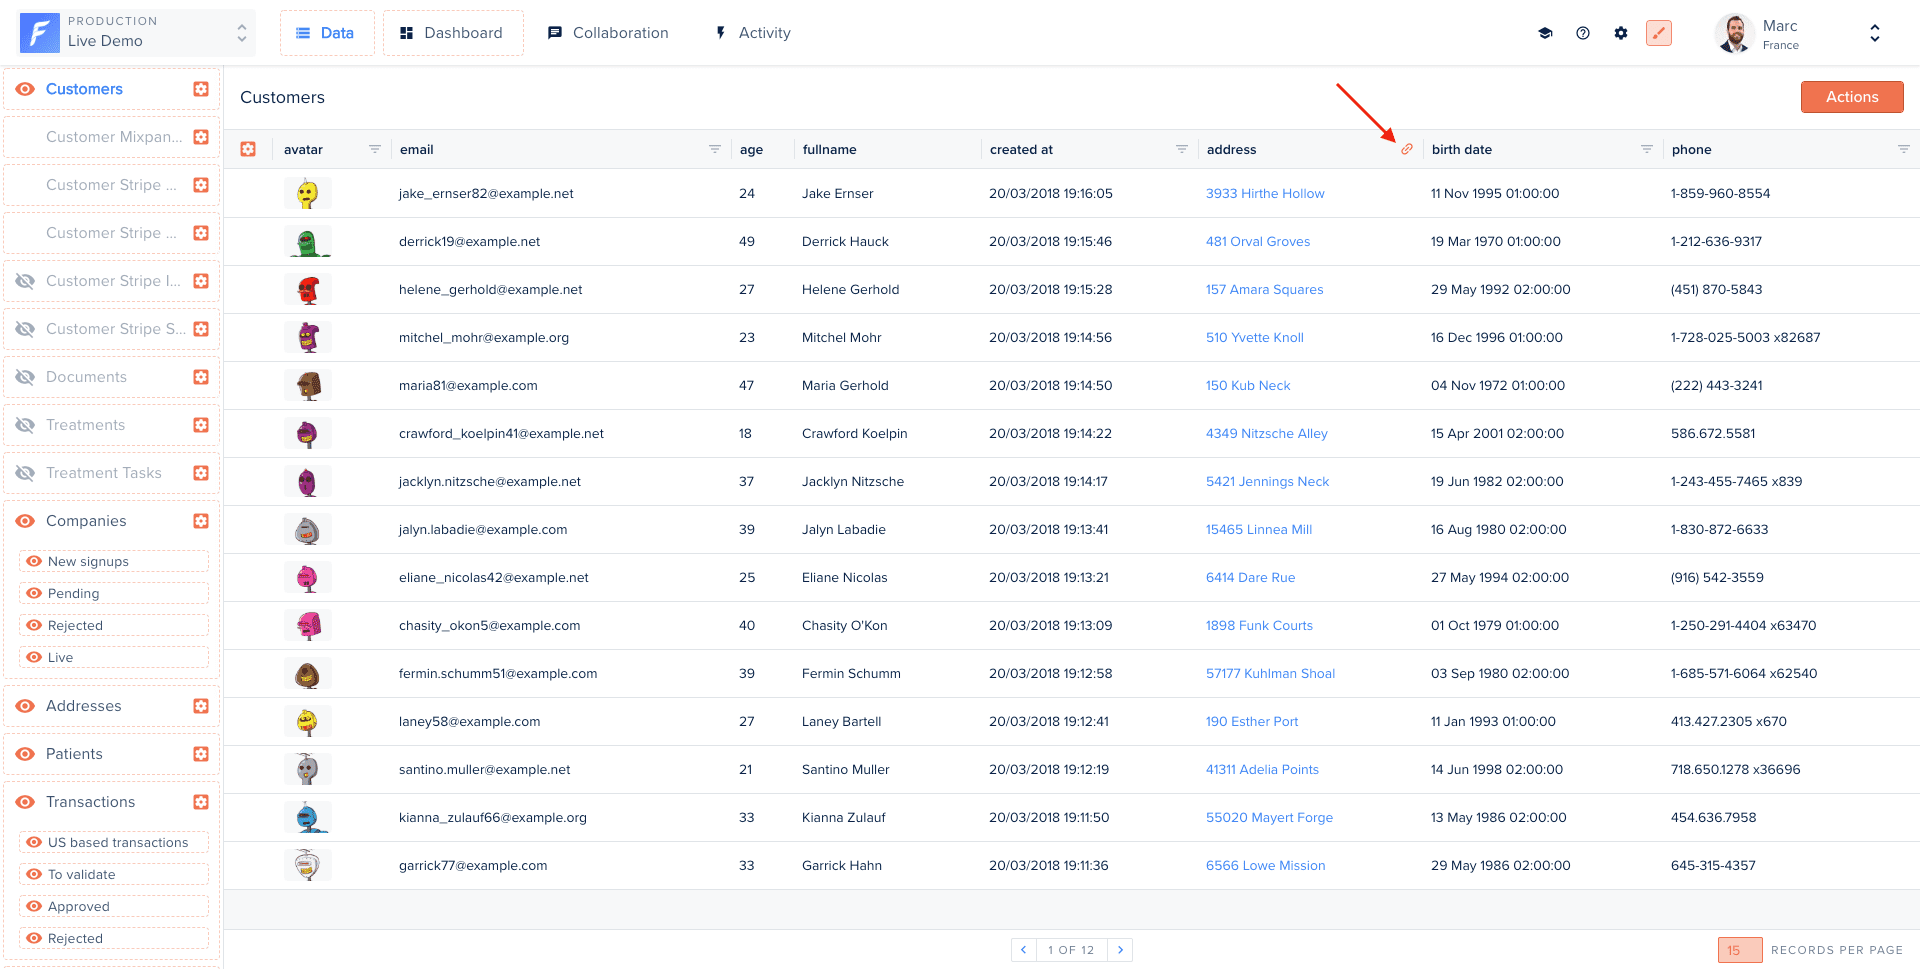 PRODUCTION
Live Demo
Data
Dashboard
Collaboration
Activity
Marc
France
Customers
Customer Mixpan...
Customer Stripe ...
Customer Stripe ...
Customer Stripe I...
Customer Stripe S...
Documents
Treatments
Treatment Tasks
Companies
New signups
Pending
Rejected
Live
Addresses
Patients
Transactions
US based transactions
To validate
Approved
Rejected
Customers
Actions
avatar email age fullname created at address birth date phone
jake_ernser82@example.net 24 Jake Ernser 20/03/2018 19:16:05 3933 Hirthe Hollow 11 Nov 1995 01:00:00 1-859-960-8554
derrick19@example.net 49 Derrick Hauck 20/03/2018 19:15:46 481 Orval Groves 19 Mar 1970 01:00:00 1-212-636-9317
helene_gerhold@example.net 27 Helene Gerhold 20/03/2018 19:15:28 157 Amara Squares 29 May 1992 02:00:00 (451) 870-5843
mitchel_mohr@example.org 23 Mitchel Mohr 20/03/2018 19:14:56 510 Yvette Knoll 16 Dec 1996 01:00:00 1-728-025-5003 x82687
maria81@example.com 47 Maria Gerhold 20/03/2018 19:14:50 150 Kub Neck 04 Nov 1972 01:00:00 (222) 443-3241
crawford_koelpin41@example.net 18 Crawford Koelpin 20/03/2018 19:14:22 4349 Nitzsche Alley 15 Apr 2001 02:00:00 586.672.5581
jacklyn.nitzsche@example.net 37 Jacklyn Nitzsche 20/03/2018 19:14:17 5421 Jennings Neck 19 Jun 1982 02:00:00 1-243-455-7465 x839
jalyn.labadie@example.com 39 Jalyn Labadie 20/03/2018 19:13:41 15465 Linnea Mill 16 Aug 1980 02:00:00 1-830-872-6633
eliane_nicolas42@example.net 25 Eliane Nicolas 20/03/2018 19:13:21 6414 Dare Rue 27 May 1994 02:00:00 (916) 542-3559
chasity_okon5@example.com 40 Chasity O'Kon 20/03/2018 19:13:09 1898 Funk Courts 01 Oct 1979 01:00:00 1-250-291-4404 x63470
fermin.schumm51@example.com 39 Fermin Schumm 20/03/2018 19:12:58 57177 Kuhlman Shoal 03 Sep 1980 02:00:00 1-685-571-6064 x62540
laney58@example.com 27 Laney Bartell 20/03/2018 19:12:41 190 Esther Port 11 Jan 1993 01:00:00 413.427.2305 x670
santino.muller@example.net 21 Santino Muller 20/03/2018 19:12:19 41311 Adelia Points 14 Jun 1998 02:00:00 718.650.1278 x36696
kianna_zulauf66@example.org 33 Kianna Zulauf 20/03/2018 19:11:50 55020 Mayert Forge 13 May 1986 02:00:00 454.636.7958
garrick77@example.com 33 Garrick Hahn 20/03/2018 19:11:36 6566 Lowe Mission 29 May 1986 02:00:00 645-315-4357
1 OF 12
15 RECORDS PER PAGE